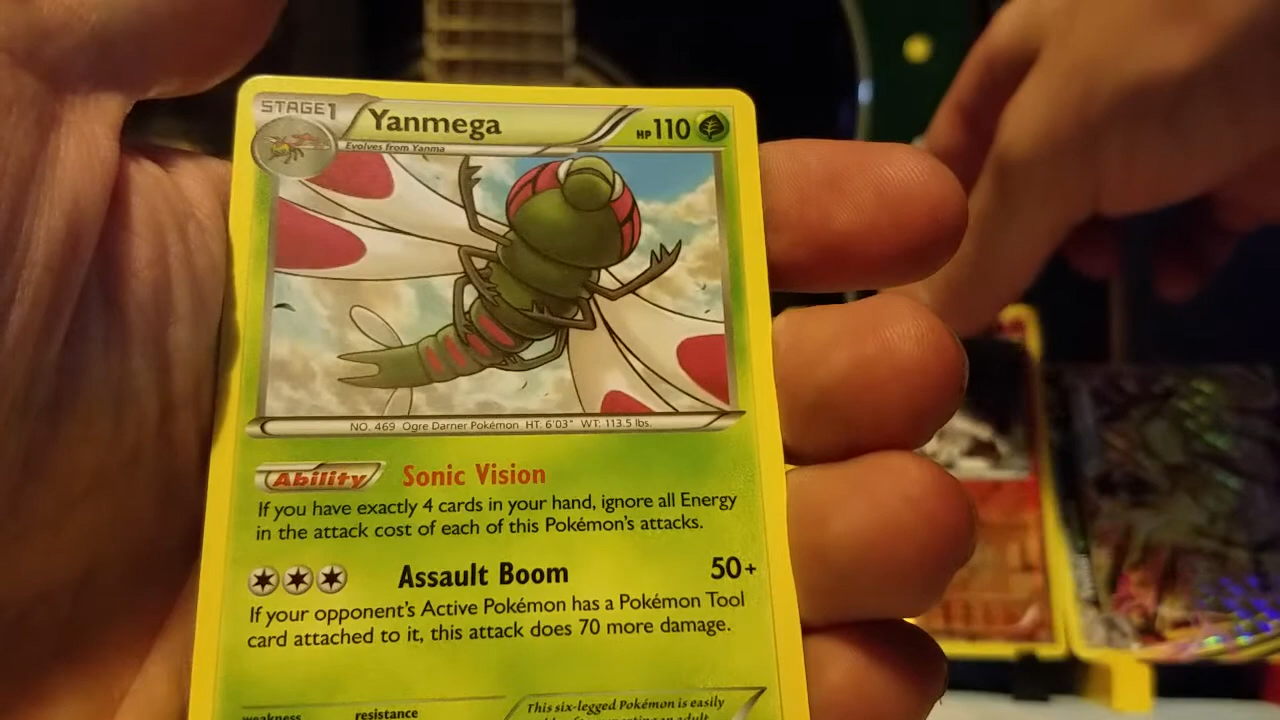 STAGE1
Yanmega
HP 110
Evolves from Yanma
NO. 469 Ogre Darner Pokémon HT: 6'03" WT: 113.5 lbs.
Ability Sonic Vision
If you have exactly 4 cards in your hand, ignore all Energy
in the attack cost of each of this Pokémon's attacks.
Assault Boom 50+
If your opponent's Active Pokémon has a Pokémon Tool
card attached to it, this attack does 70 more damage.
weakness resistance
This six-legged Pokémon is easily